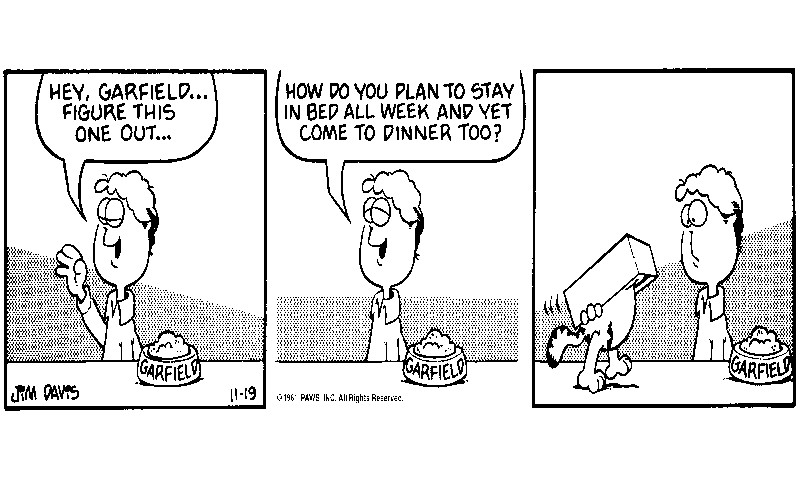 HEY, GARFIELD...
FIGURE THIS
ONE OUT...
GARFIELD
JIM DAVIS
11-19
HOW DO YOU PLAN TO STAY
IN BED ALL WEEK AND YET
COME TO DINNER TOO?
GARFIELD
© 1981 PAWS, INC. All Rights Reserved.
GARFIELD